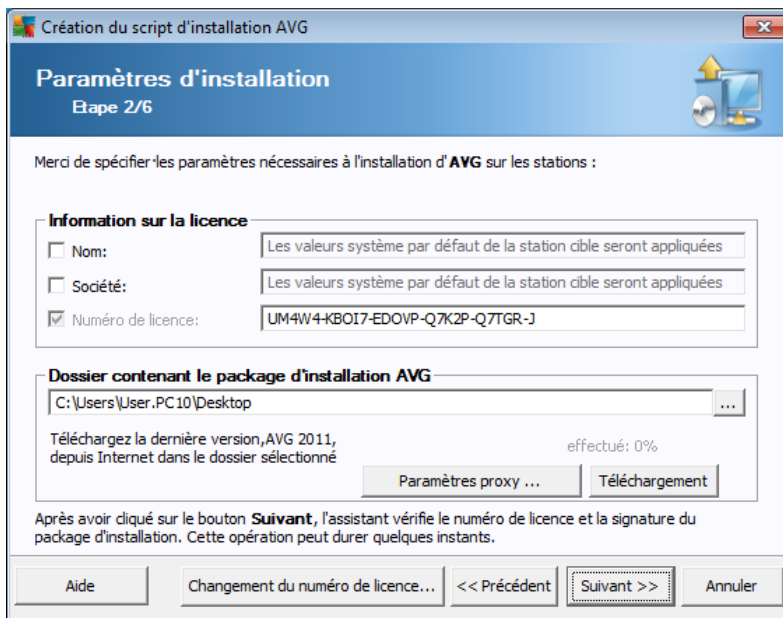 Création du script d'installation AVG
Paramètres d'installation
Etape 2/6
Merci de spécifier les paramètres nécessaires à l'installation d'AVG sur les stations :
Information sur la licence
Nom:
Les valeurs système par défaut de la station cible seront appliquées
Société:
Les valeurs système par défaut de la station cible seront appliquées
Numéro de licence:
UM4W4-KBOI7-EDOVP-Q7K2P-Q7TGR-J
Dossier contenant le package d'installation AVG
C:\Users\User.PC10\Desktop
...
Téléchargez la dernière version,AVG 2011,
depuis Internet dans le dossier sélectionné
effectué: 0%
Paramètres proxy ...
Téléchargement
Après avoir cliqué sur le bouton Suivant, l'assistant vérifie le numéro de licence et la signature du
package d'installation. Cette opération peut durer quelques instants.
Aide
Changement du numéro de licence...
<< Précédent
Suivant >>
Annuler